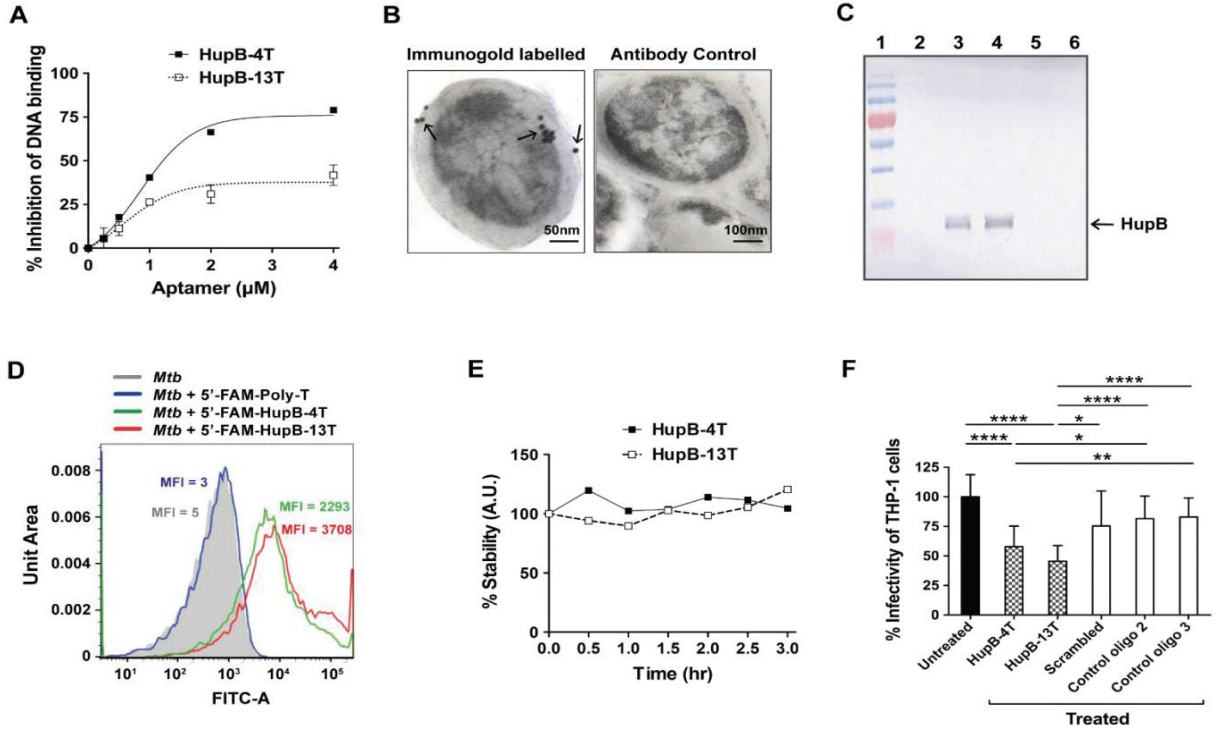 A
HupB-4T
HupB-13T
% Inhibition of DNA binding
100
75
50
25
0
0 1 2 3 4
Aptamer (µM)
B
Immunogold labelled
Antibody Control
50nm
100nm
C
1 2 3 4 5 6
HupB
D
Mtb
Mtb + 5'-FAM-Poly-T
Mtb + 5'-FAM-HupB-4T
Mtb + 5'-FAM-HupB-13T
Unit Area
0.008
0.006
0.004
0.002
0
MFI = 3
MFI = 5
MFI = 2293
MFI = 3708
10¹ 10² 10³ 10⁴ 10⁵
FITC-A
E
HupB-4T
HupB-13T
% Stability (A.U.)
150
100
50
0
0.0 0.5 1.0 1.5 2.0 2.5 3.0
Time (hr)
F
****
****
**** *
**** *
**
% Infectivity of THP-1 cells
125
100
75
50
25
0
Untreated
HupB-4T
HupB-13T
Scrambled
Control oligo 2
Control oligo 3
Treated